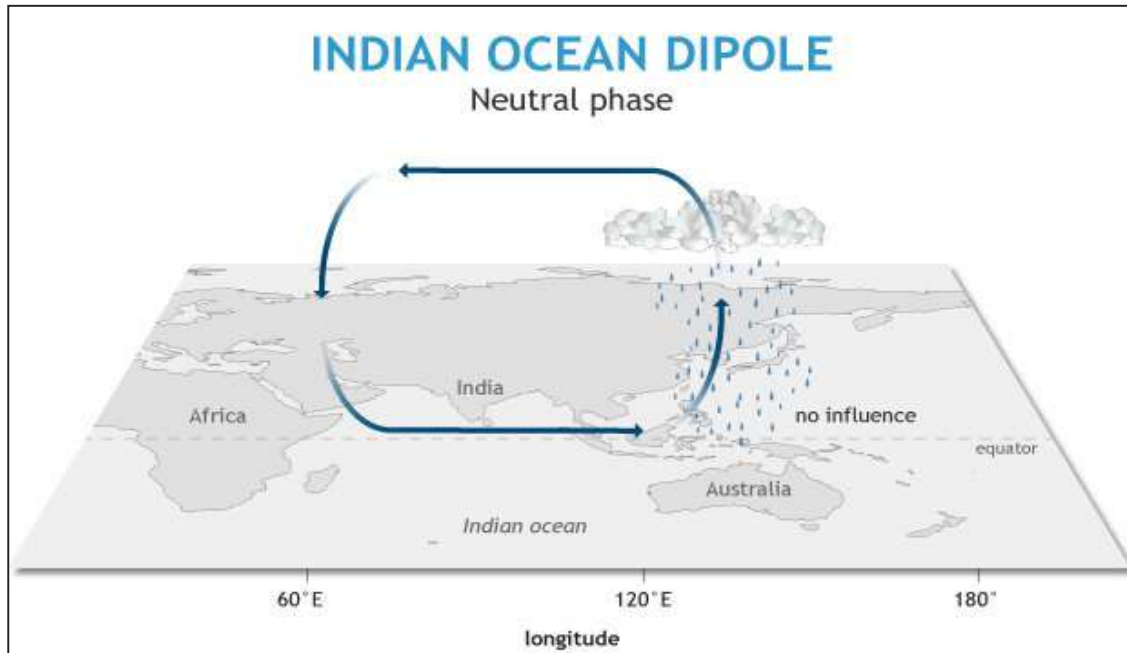 INDIAN OCEAN DIPOLE
Neutral phase
India
Africa
no influence
equator
Australia
Indian ocean
60°E
120°E
180°
longitude